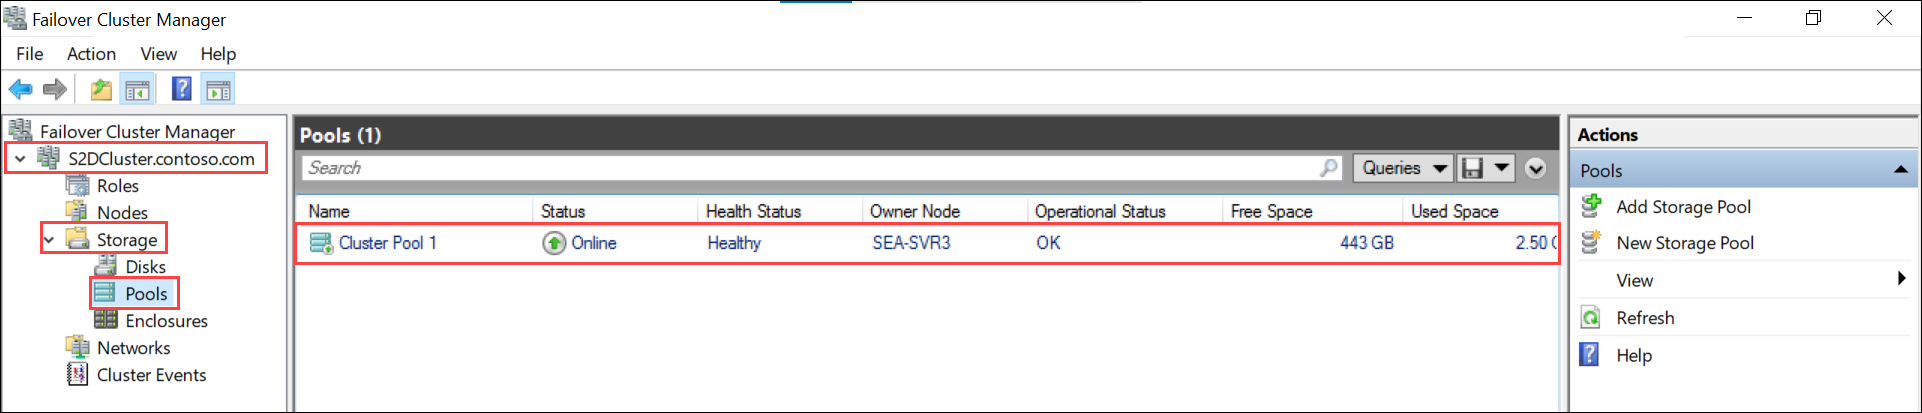 Failover Cluster Manager
File Action View Help
Failover Cluster Manager
S2DCluster.contoso.com
Roles
Nodes
Storage
Disks
Pools
Enclosures
Networks
Cluster Events
Pools (1)
Search
Queries
Name Status Health Status Owner Node Operational Status Free Space Used Space
Cluster Pool 1 Online Healthy SEA-SVR3 OK 443 GB 2.50
Actions
Pools
Add Storage Pool
New Storage Pool
View
Refresh
Help